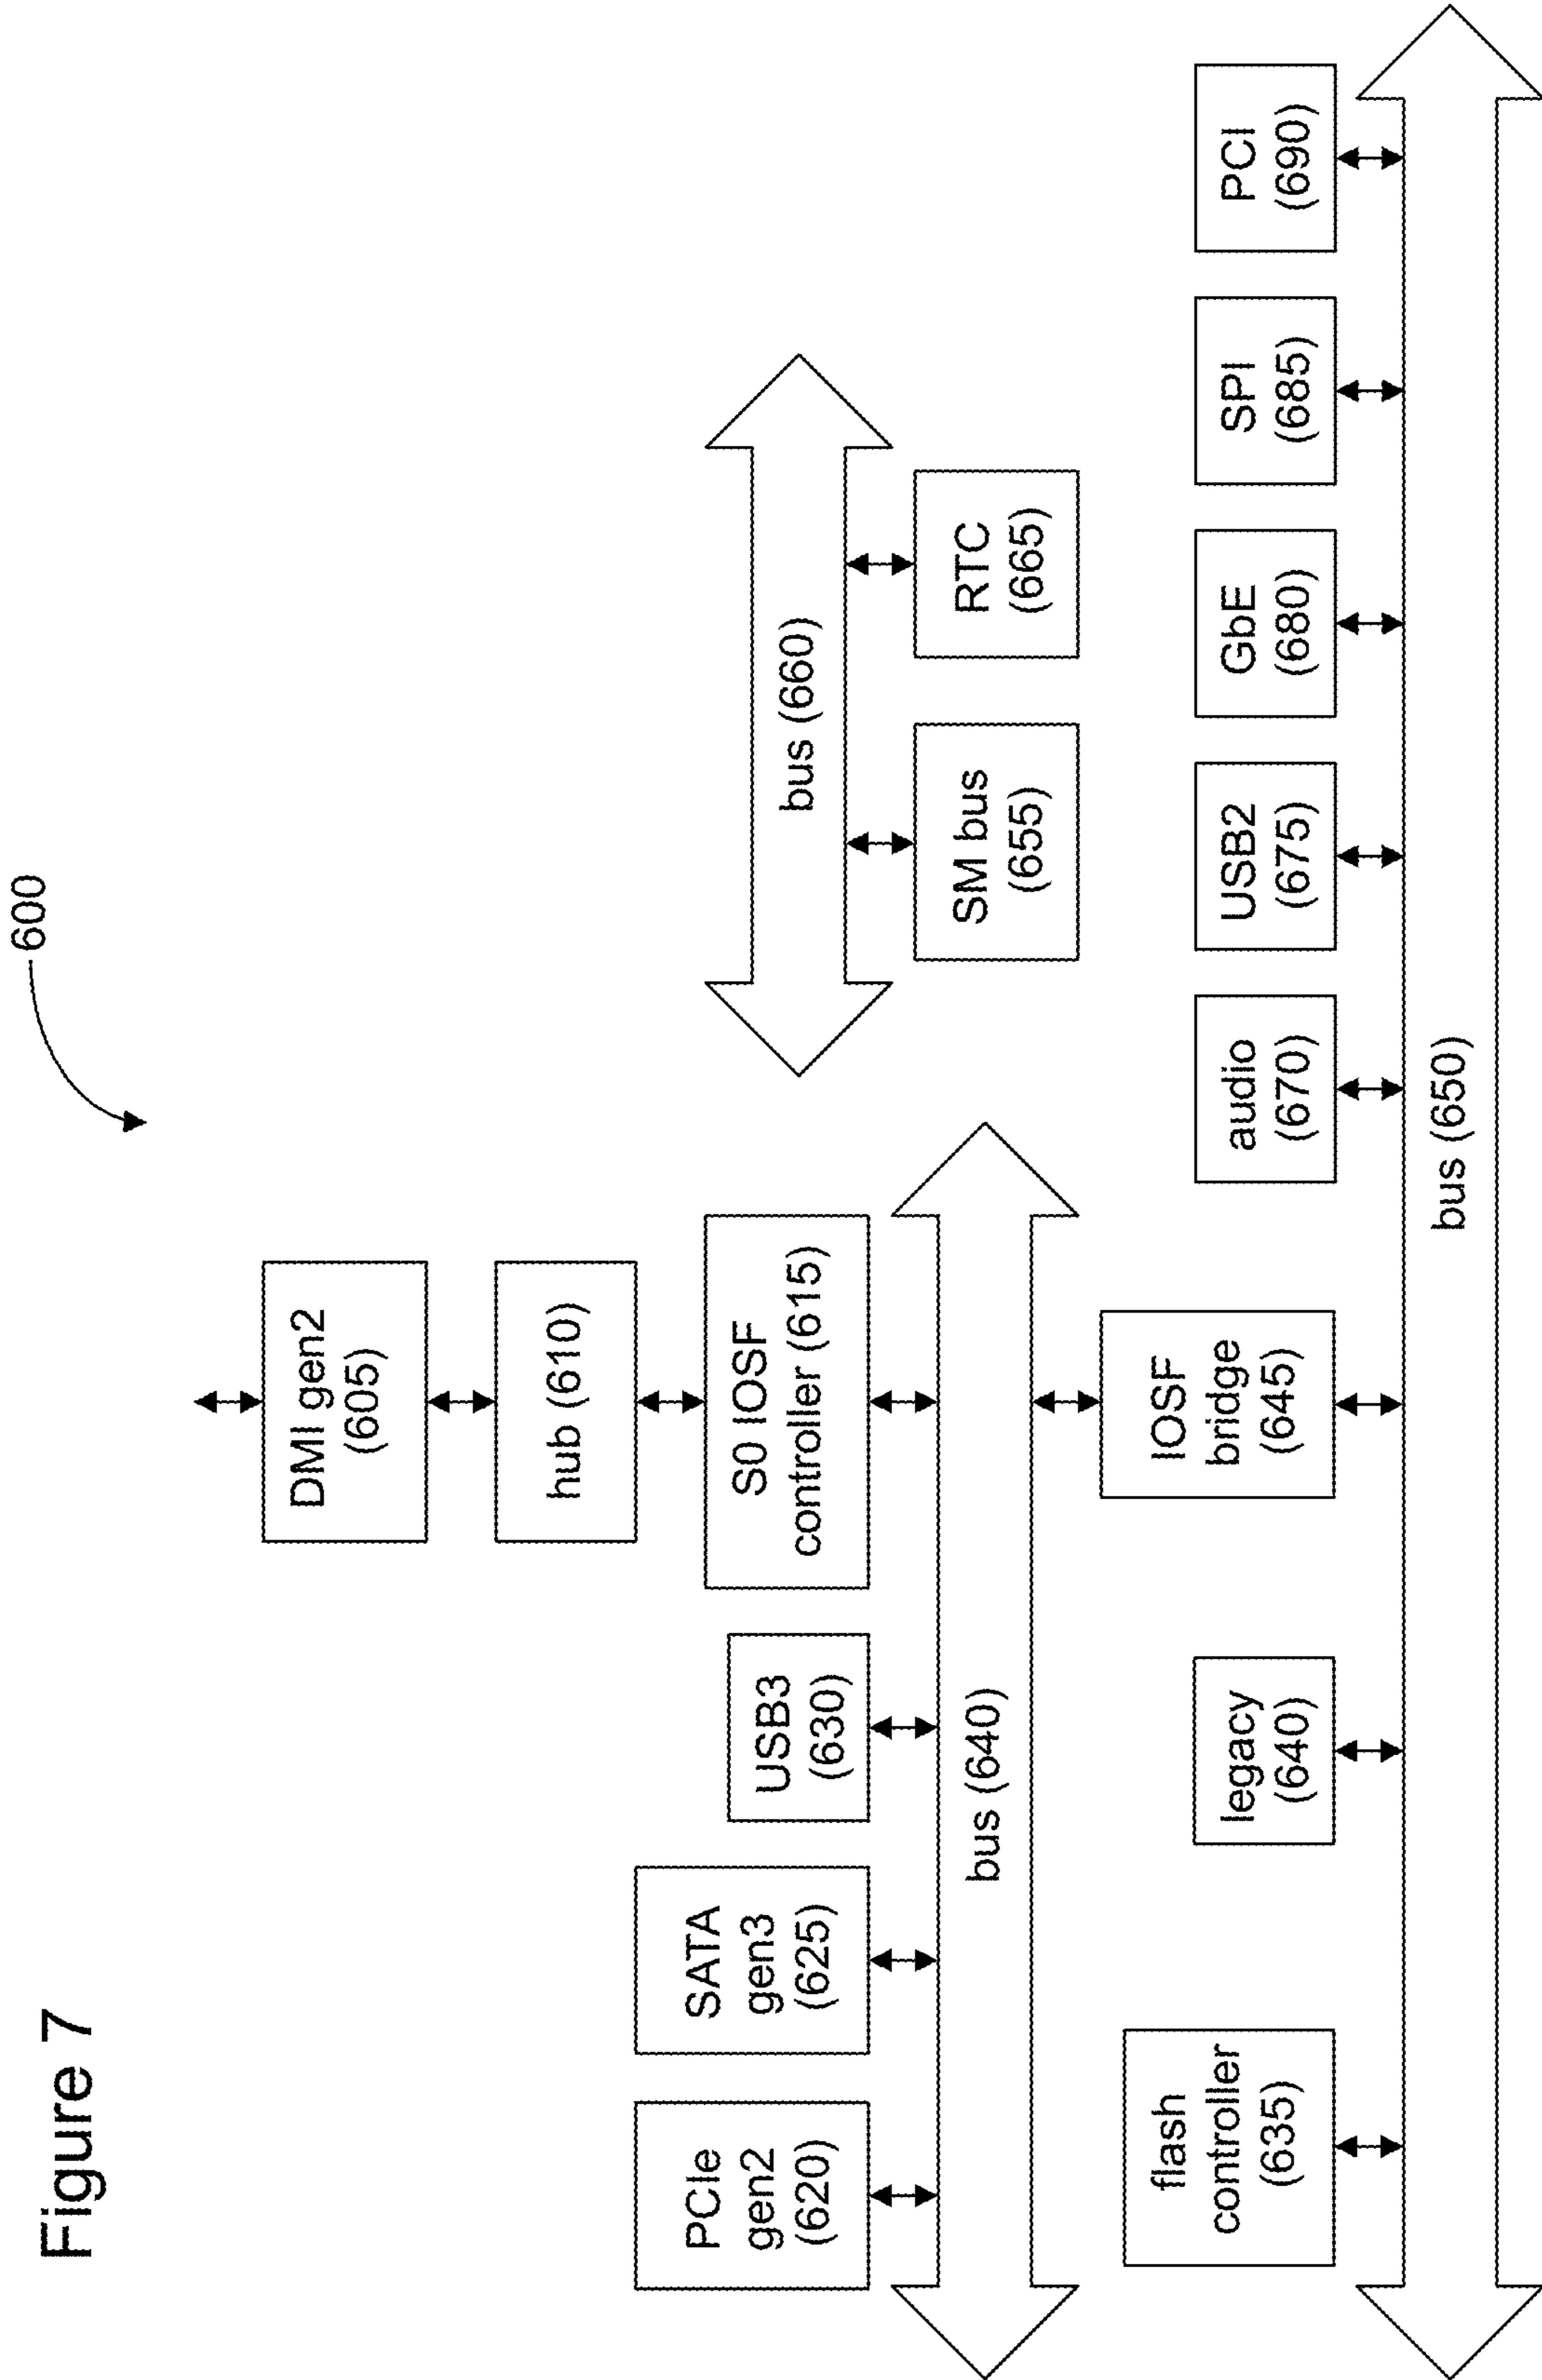 Figure 7
600
DMI gen2
(605)
hub (610)
S0 IOSF
controller (615)
PCIe
gen2
(620)
SATA
gen3
(625)
USB3
(630)
bus (640)
bus (660)
SM bus
(655)
RTC
(665)
flash
controller
(635)
legacy
(640)
IOSF
bridge
(645)
audio
(670)
USB2
(675)
GbE
(680)
SPI
(685)
PCI
(690)
bus (650)